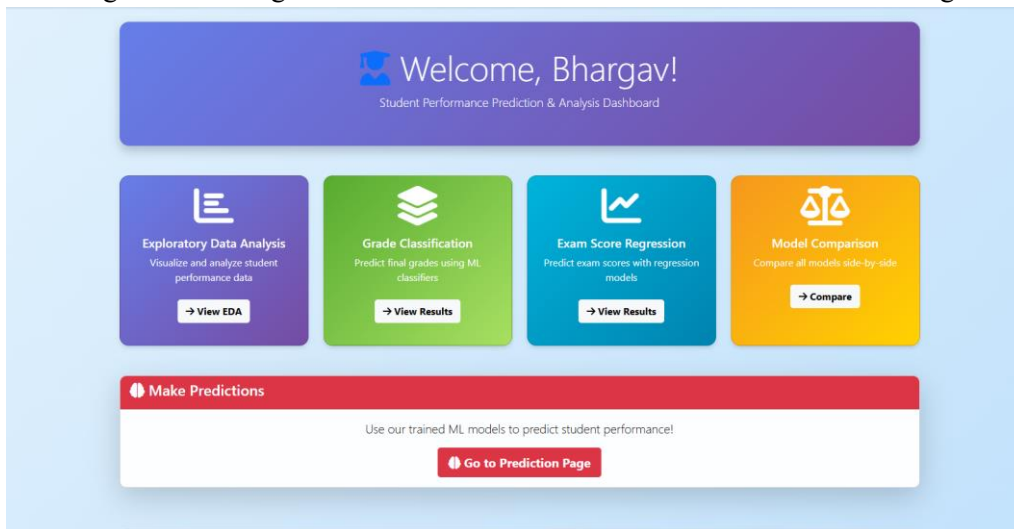 Welcome, Bhargav!
Student Performance Prediction & Analysis Dashboard
Exploratory Data Analysis
Visualize and analyze student
performance data
→ View EDA
Grade Classification
Predict final grades using ML
classifiers
→ View Results
Exam Score Regression
Predict exam scores with regression
models
→ View Results
Model Comparison
Compare all models side-by-side
→ Compare
Make Predictions
Use our trained ML models to predict student performance!
Go to Prediction Page